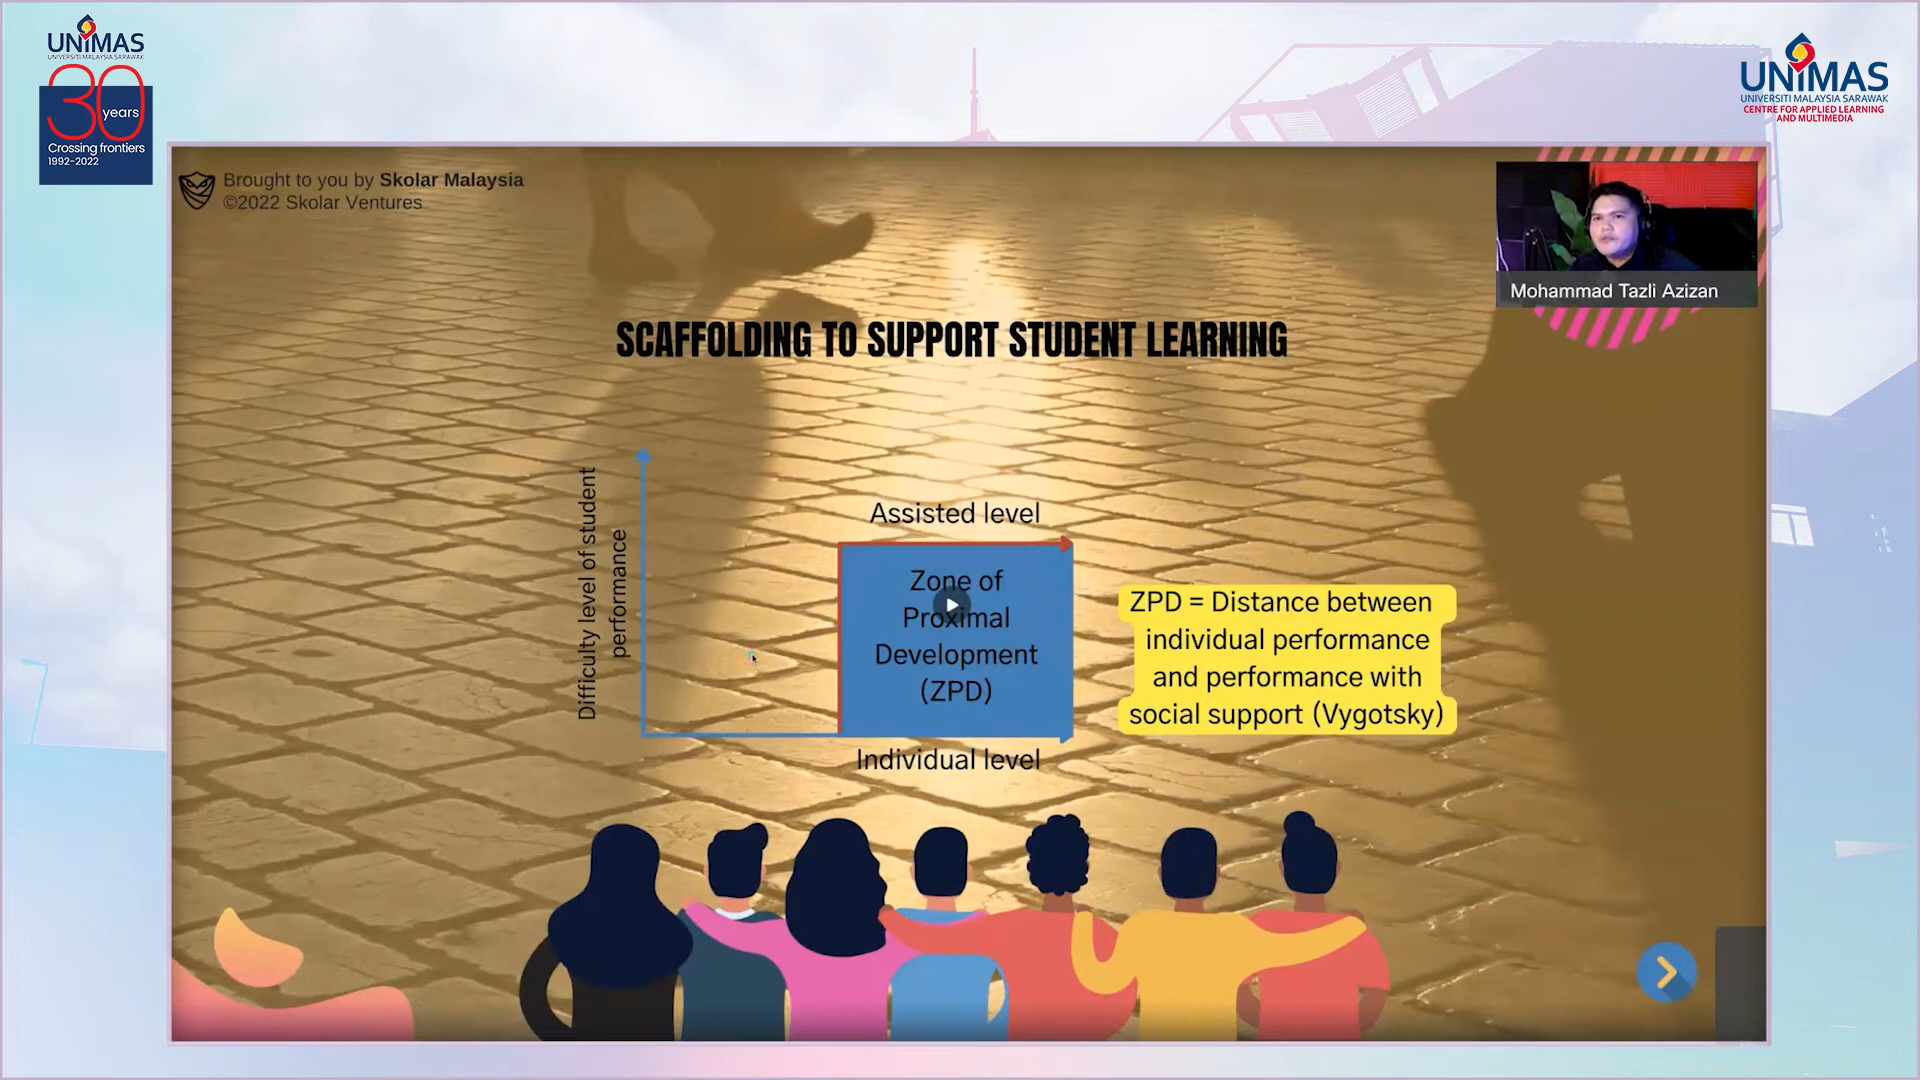 UNIMAS
UNIVERSITI MALAYSIA SARAWAK
30
years
Crossing frontiers
1992-2022
UNIMAS
UNIVERSITI MALAYSIA SARAWAK
CENTRE FOR APPLIED LEARNING
AND MULTIMEDIA
Brought to you by Skolar Malaysia
©2022 Skolar Ventures
Mohammad Tazli Azizan
SCAFFOLDING TO SUPPORT STUDENT LEARNING
Difficulty level of student
performance
Assisted level
Zone of
Proximal
Development
(ZPD)
Individual level
ZPD = Distance between
individual performance
and performance with
social support (Vygotsky)